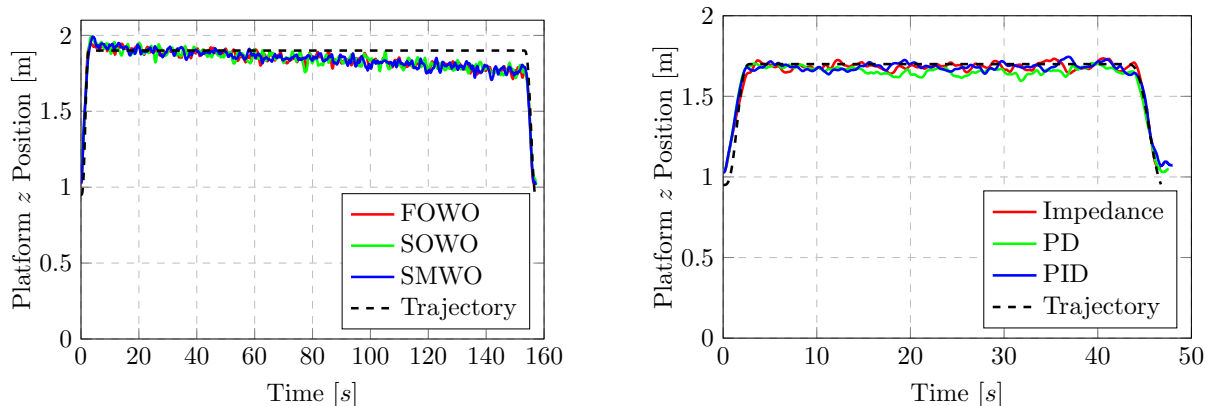 Platform z Position [m]
2
1.5
1
0.5
0
0 20 40 60 80 100 120 140 160
Time [s]
FOWO
SOWO
SMWO
Trajectory
Platform z Position [m]
2
1.5
1
0.5
0
0 10 20 30 40 50
Time [s]
Impedance
PD
PID
Trajectory